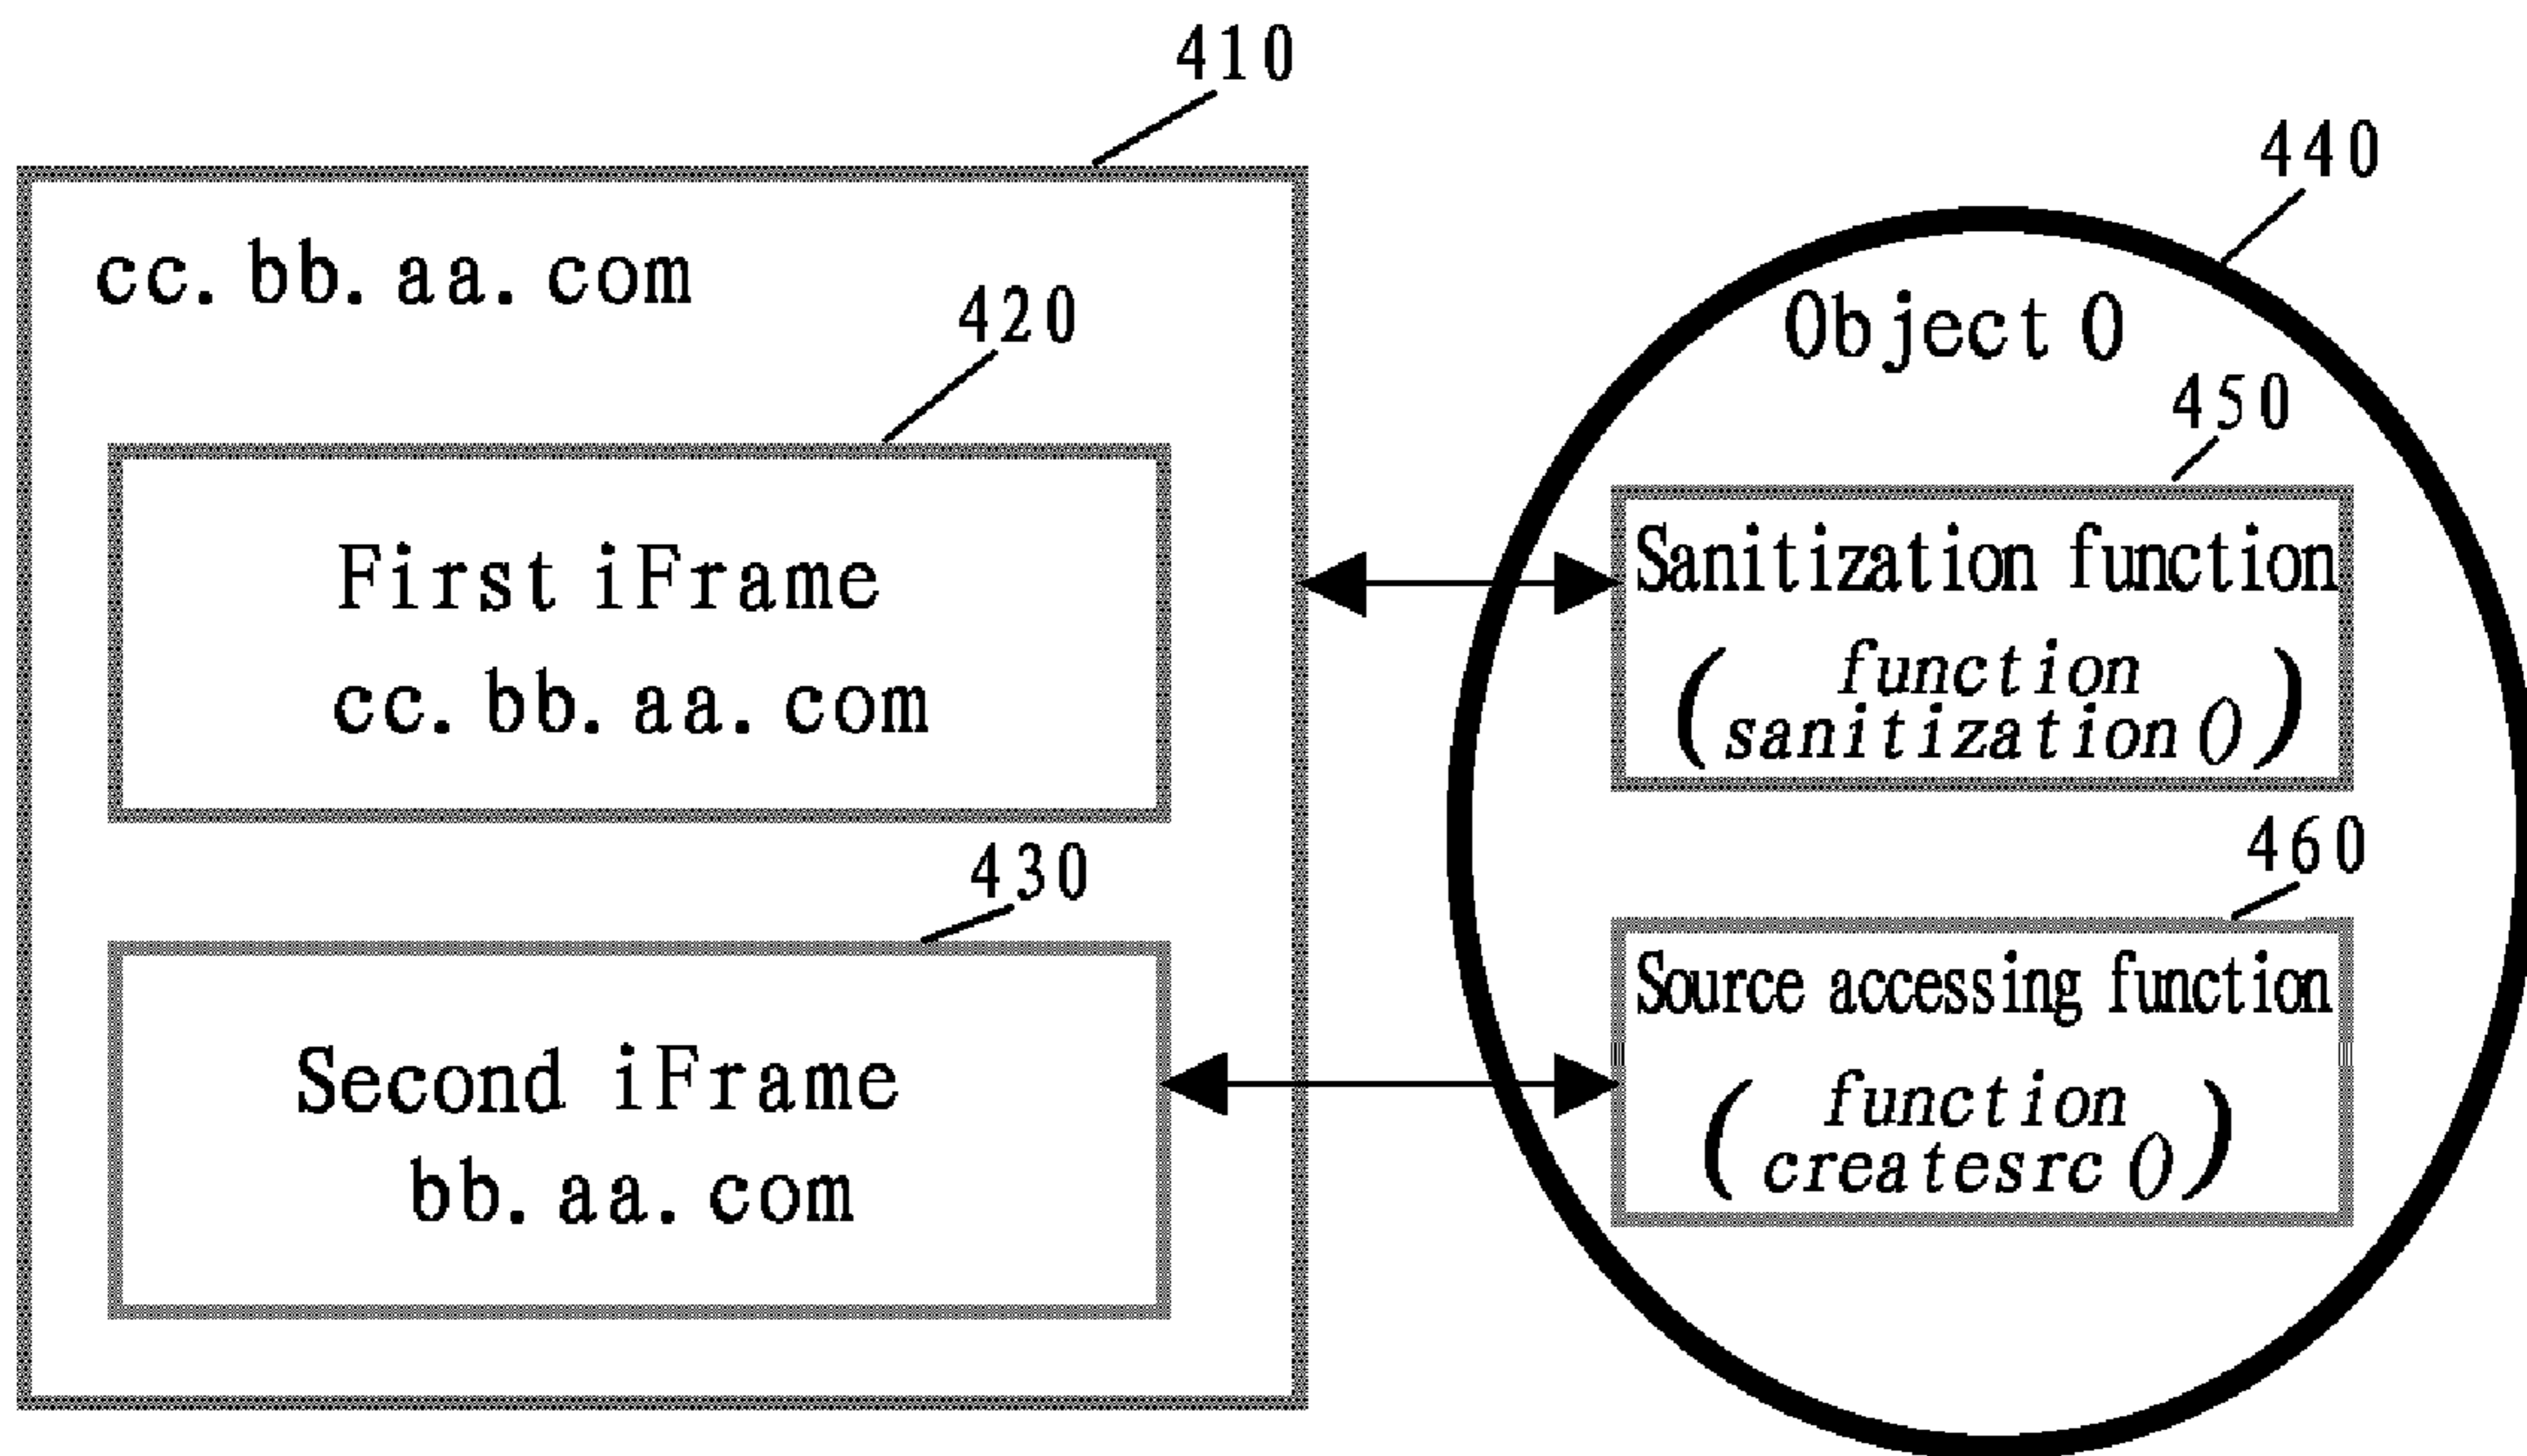 410
440
cc.bb.aa.com
420
Object O
450
First iFrame
cc.bb.aa.com
Sanitization function
(function
sanitization())
430
460
Second iFrame
bb.aa.com
Source accessing function
(function
createsrc())